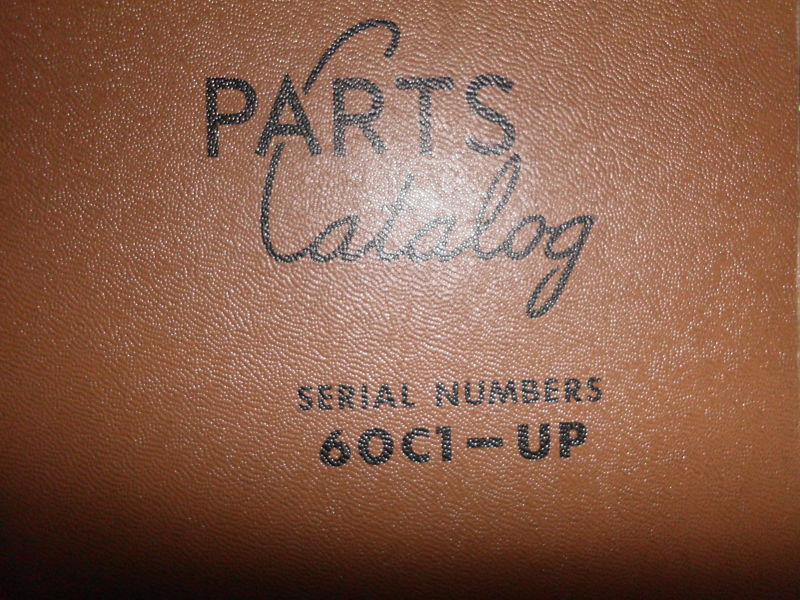 PARTS
Catalog
SERIAL NUMBERS
60C1-UP